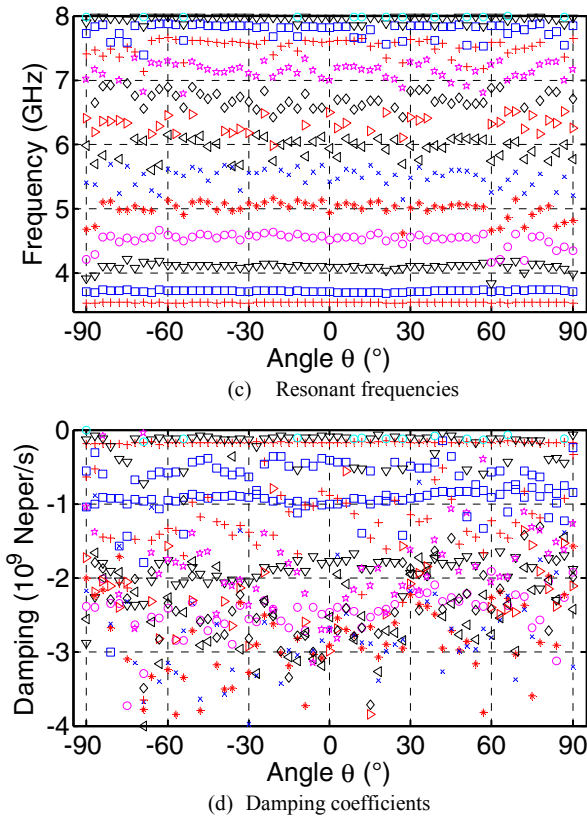 8
7
6
5
4
Frequency (GHz)
-90 -60 -30 0 30 60 90
Angle θ (°)
(c) Resonant frequencies
0
-1
-2
-3
-4
Damping (10⁹ Neper/s)
-90 -60 -30 0 30 60 90
Angle θ (°)
(d) Damping coefficients